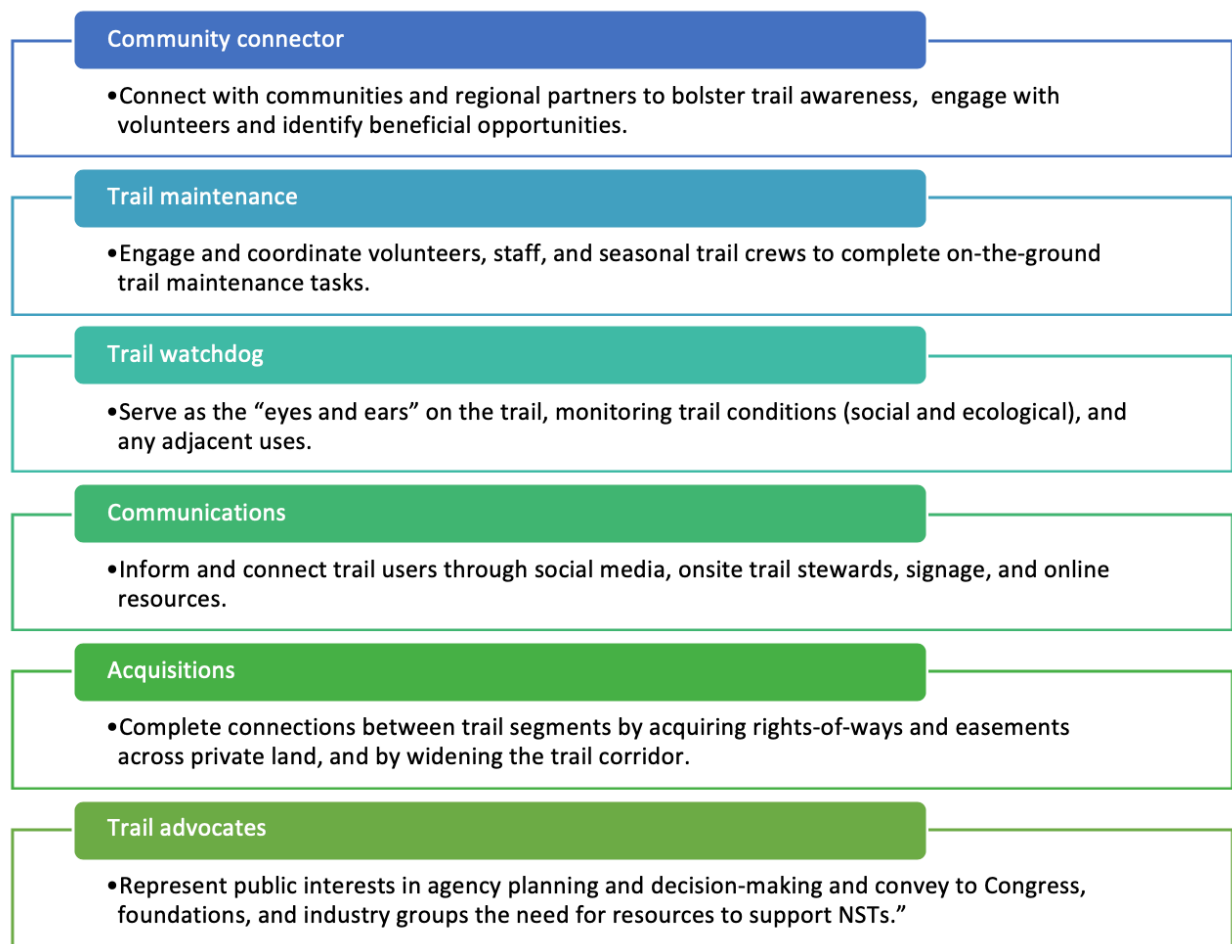 Community connector
•Connect with communities and regional partners to bolster trail awareness,  engage with
volunteers and identify beneficial opportunities.
Trail maintenance
•Engage and coordinate volunteers, staff, and seasonal trail crews to complete on-the-ground
trail maintenance tasks.
Trail watchdog
•Serve as the “eyes and ears” on the trail, monitoring trail conditions (social and ecological), and
any adjacent uses.
Communications
•Inform and connect trail users through social media, onsite trail stewards, signage, and online
resources.
Acquisitions
•Complete connections between trail segments by acquiring rights-of-ways and easements
across private land, and by widening the trail corridor.
Trail advocates
•Represent public interests in agency planning and decision-making and convey to Congress,
foundations, and industry groups the need for resources to support NSTs.”